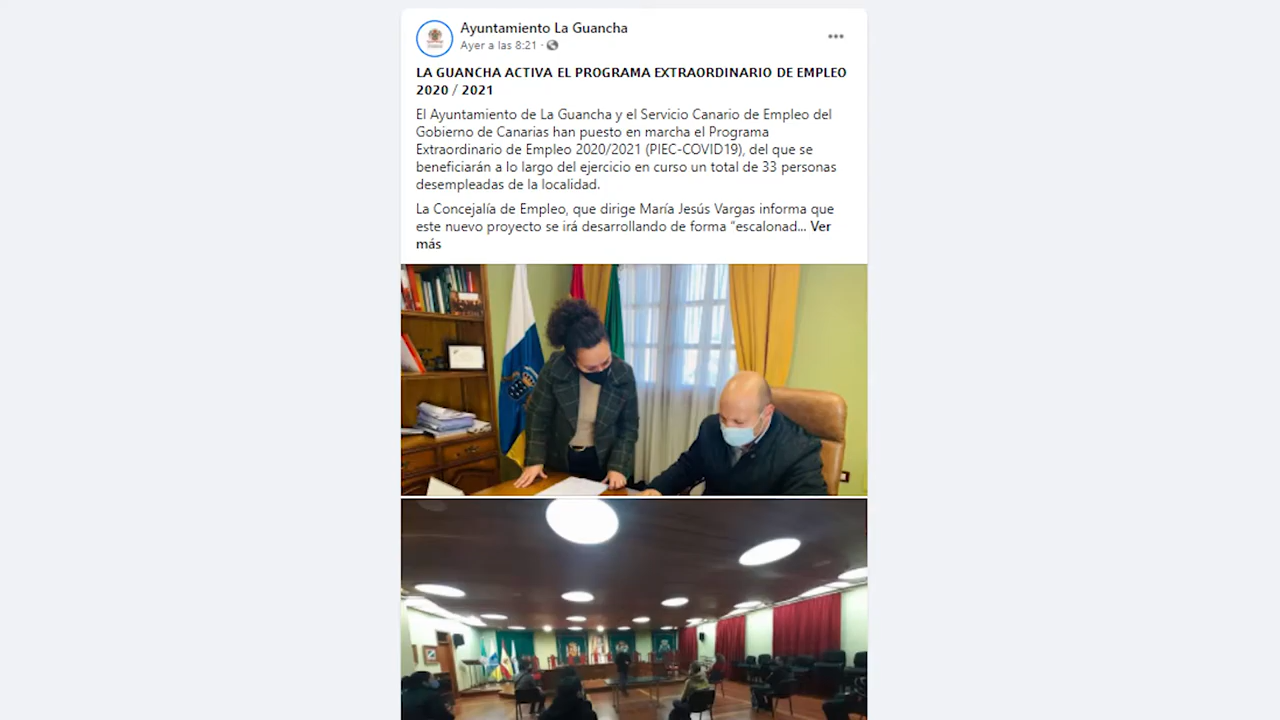 Ayuntamiento La Guancha
Ayer a las 8:21 ·
LA GUANCHA ACTIVA EL PROGRAMA EXTRAORDINARIO DE EMPLEO
2020 / 2021
El Ayuntamiento de La Guancha y el Servicio Canario de Empleo del
Gobierno de Canarias han puesto en marcha el Programa
Extraordinario de Empleo 2020/2021 (PIEC-COVID19), del que se
beneficiarán a lo largo del ejercicio en curso un total de 33 personas
desempleadas de la localidad.
La Concejalía de Empleo, que dirige María Jesús Vargas informa que
este nuevo proyecto se irá desarrollando de forma “escalonad... Ver
más